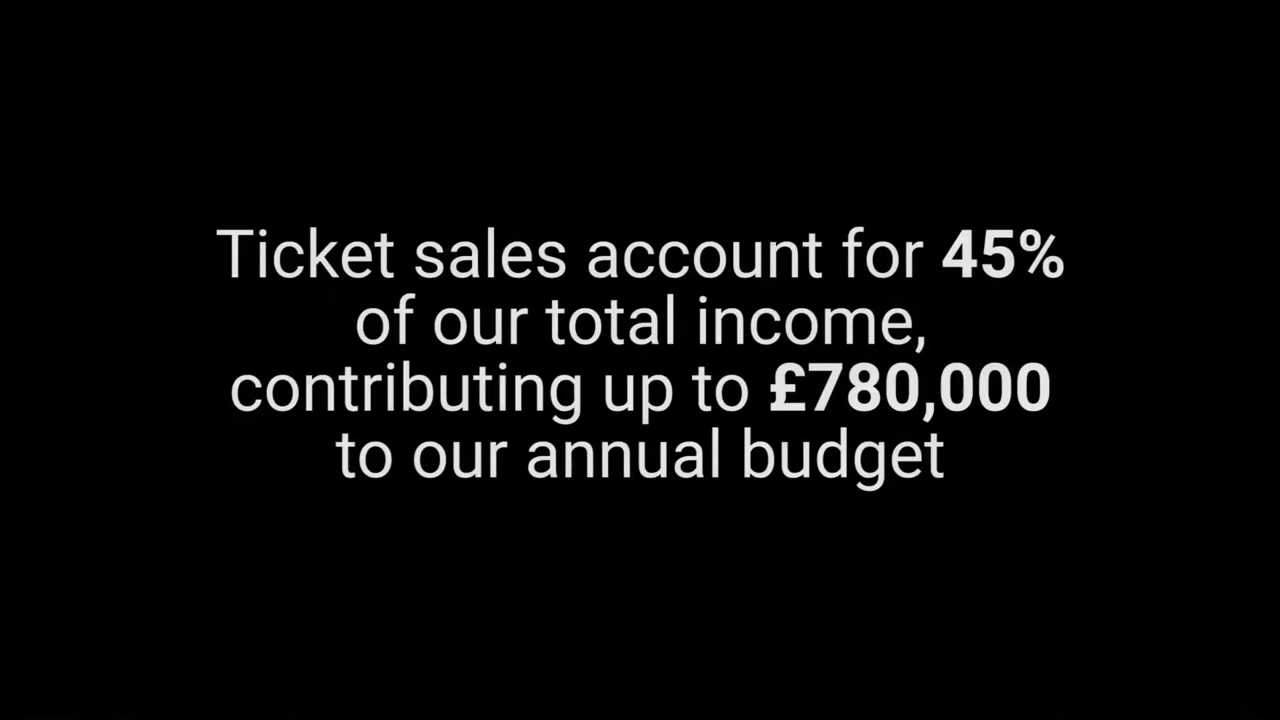 Ticket sales account for 45%
of our total income,
contributing up to £780,000
to our annual budget